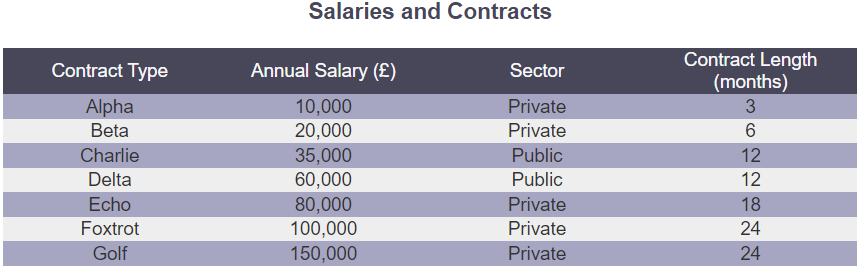 Salaries and Contracts
Contract Type Annual Salary (£) Sector Contract Length (months)
Alpha 10,000 Private 3
Beta 20,000 Private 6
Charlie 35,000 Public 12
Delta 60,000 Public 12
Echo 80,000 Private 18
Foxtrot 100,000 Private 24
Golf 150,000 Private 24